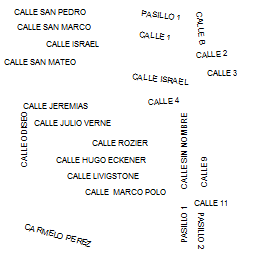 CALLE SAN PEDRO
PASILLO 1
CALLE B
CALLE SAN MARCO
CALLE 1
CALLE ISRAEL
CALLE 2
CALLE SAN MATEO
CALLE 3
CALLE ISRAEL
CALLE 4
CALLE JEREMIAS
CALLE JULIO VERNE
CALLE ODISEO
CALLE ROZIER
CALLE SIN NOMBRE
CALLE HUGO ECKENER
CALLE 9
CALLE LIVIGSTONE
CALLE MARCO POLO
CALLE 11
PASILLO 1
PASILLO 2
CARMELO PEREZ